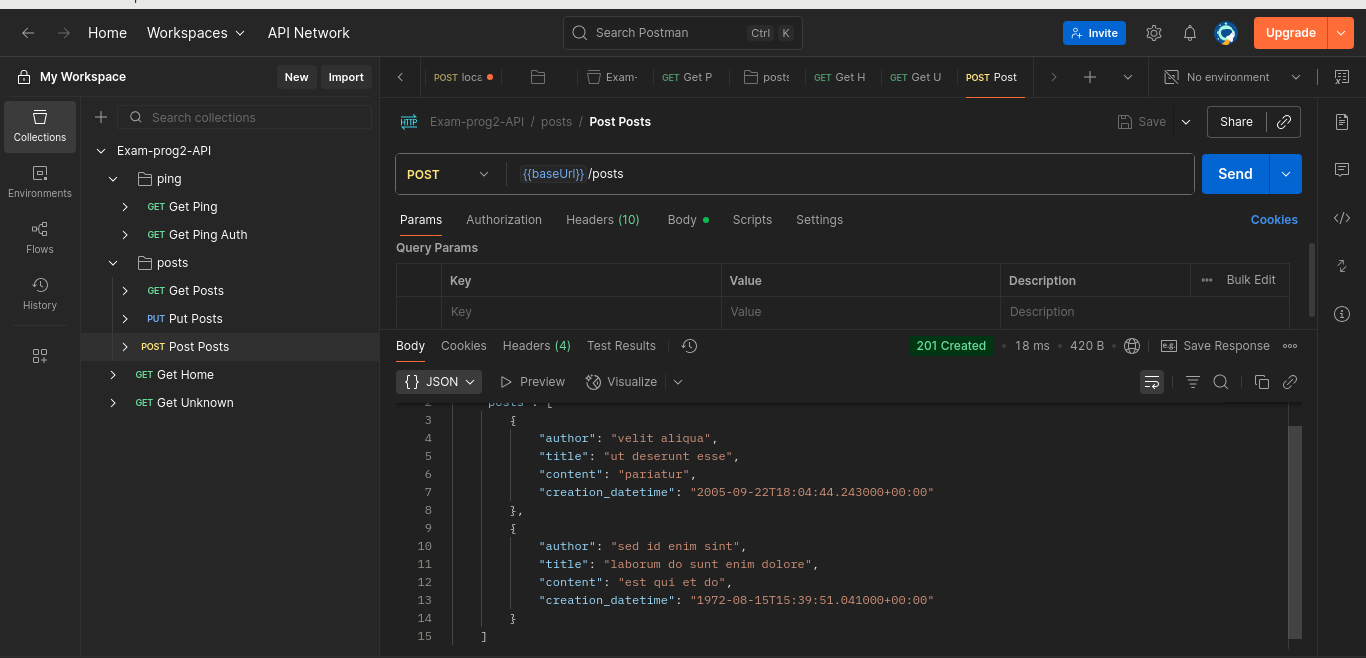 Home
Workspaces
API Network
Search Postman
Ctrl
K
Invite
Upgrade
My Workspace
New
Import
POST loca
Exam-
GET Get P
posts
GET Get H
GET Get U
POST Post
No environment
Collections
Environments
Flows
History
Search collections
Exam-prog2-API
ping
GET Get Ping
GET Get Ping Auth
posts
GET Get Posts
PUT Put Posts
POST Post Posts
GET Get Home
GET Get Unknown
HTTP
Exam-prog2-API / posts / Post Posts
Save
Share
POST
{{baseUrl}} /posts
Send
Params
Authorization
Headers (10)
Body
Scripts
Settings
Cookies
Query Params
Key
Value
Description
Bulk Edit
Key
Value
Description
Body
Cookies
Headers (4)
Test Results
201 Created
18 ms
420 B
e.g.
Save Response
{} JSON
Preview
Visualize
2 "posts": [
3 {
4 "author": "velit aliqua",
5 "title": "ut deserunt esse",
6 "content": "pariatur",
7 "creation_datetime": "2005-09-22T18:04:44.243000+00:00"
8 },
9 {
10 "author": "sed id enim sint",
11 "title": "laborum do sunt enim dolore",
12 "content": "est qui et do",
13 "creation_datetime": "1972-08-15T15:39:51.041000+00:00"
14 }
15 ]